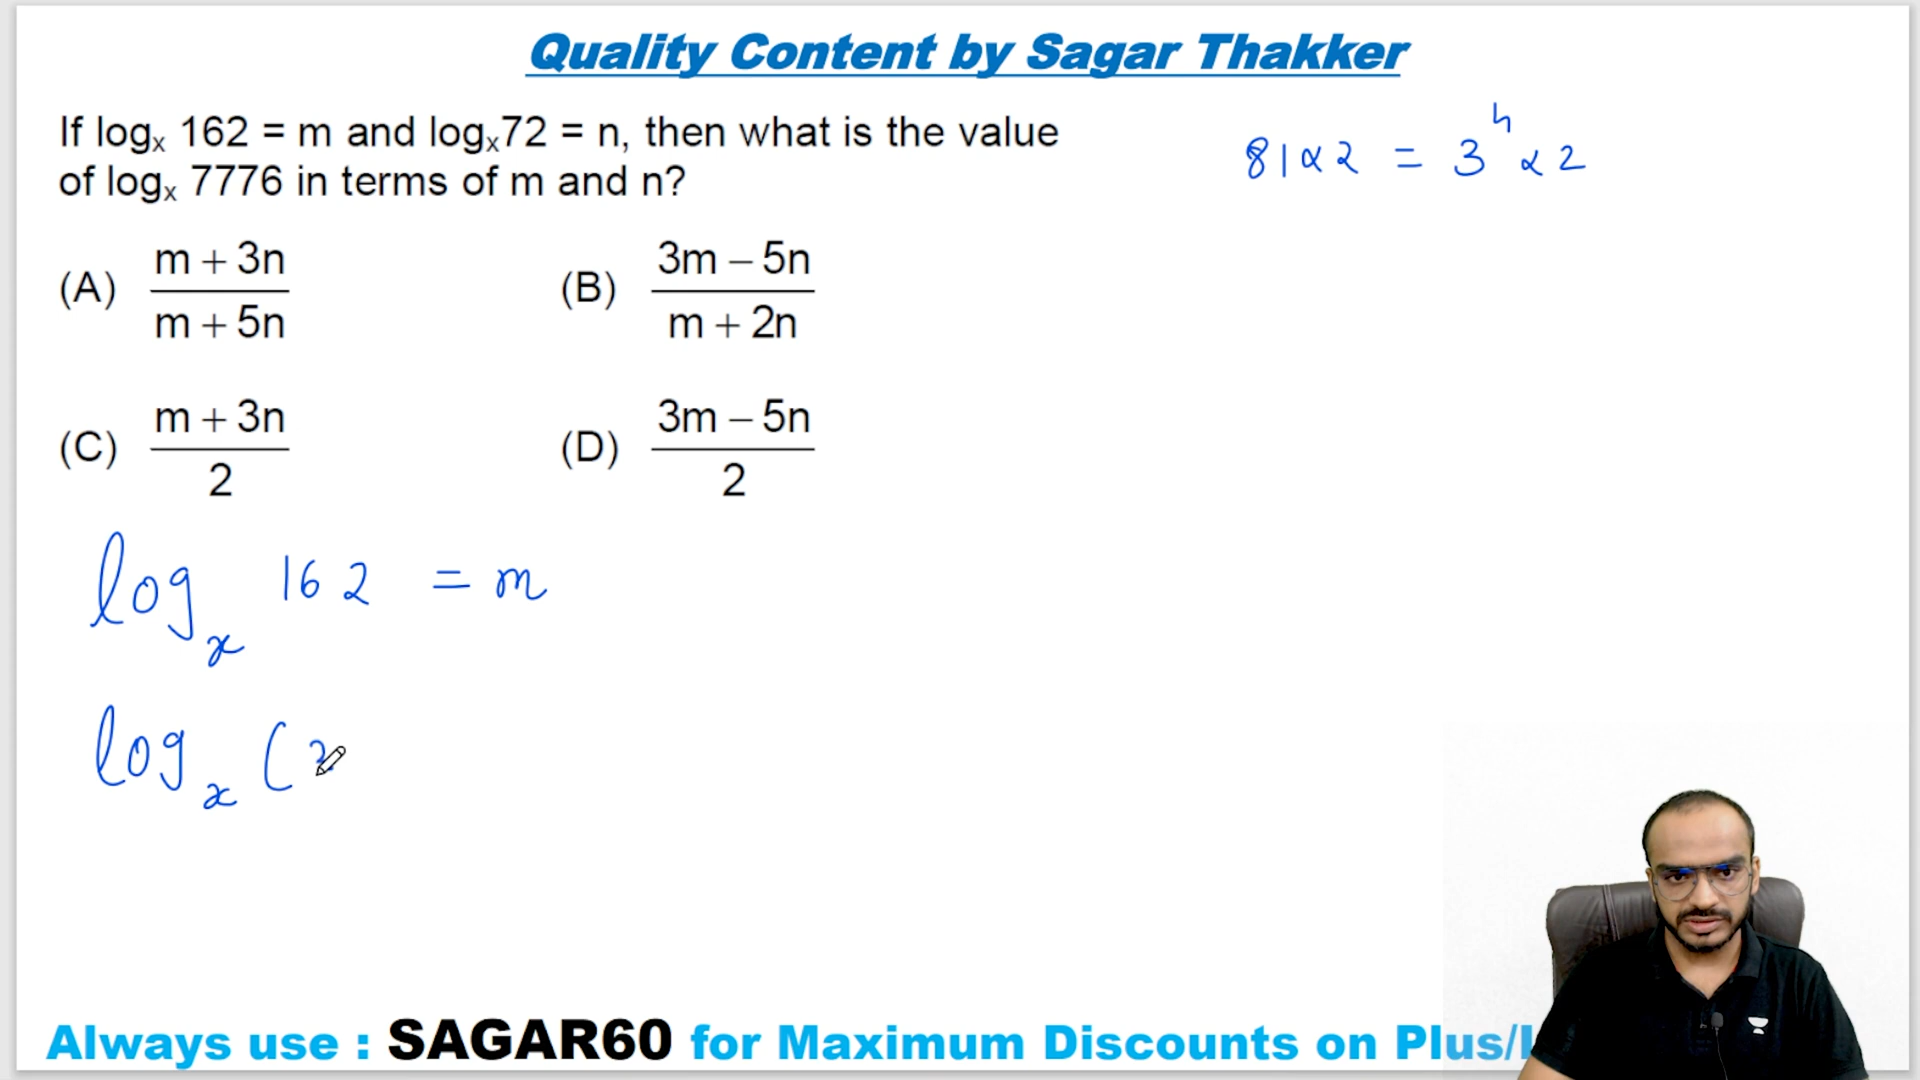 Quality Content by Sagar Thakker
If logₓ 162 = m and logₓ72 = n, then what is the value
of logₓ 7776 in terms of m and n?
81 × 2 = 3⁴ × 2
(A) (m + 3n)/(m + 5n) (B) (3m – 5n)/(m + 2n)
(C) (m + 3n)/2 (D) (3m – 5n)/2
logₓ 162 = m
logₓ (
Always use : SAGAR60 for Maximum Discounts on Plus/